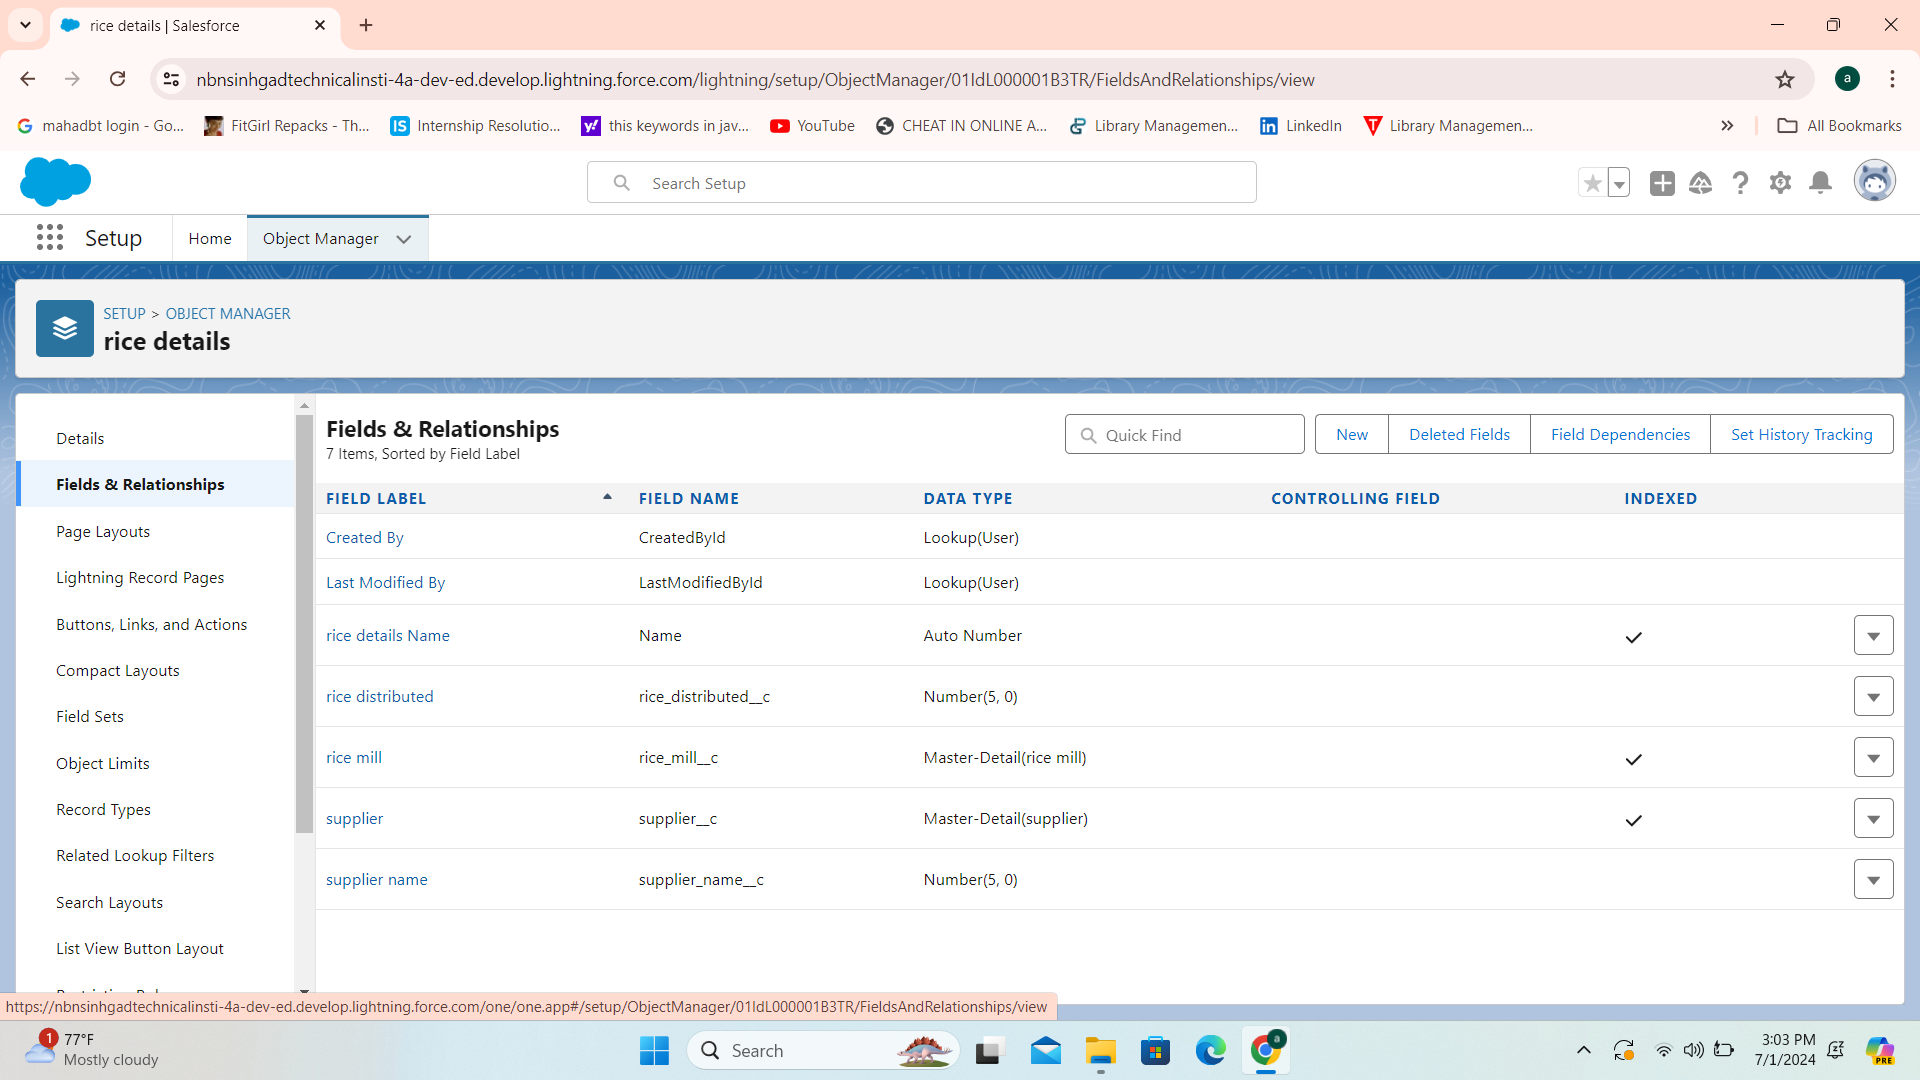 rice details | Salesforce
nbnsinhgadtechnicalinsti-4a-dev-ed.develop.lightning.force.com/lightning/setup/ObjectManager/01IdL000001B3TR/FieldsAndRelationships/view
a
mahadbt login - Go...
FitGirl Repacks - Th...
IS Internship Resolutio...
y! this keywords in jav...
YouTube
CHEAT IN ONLINE A...
Library Managemen...
in LinkedIn
Library Managemen...
All Bookmarks
Search Setup
Setup
Home
Object Manager
SETUP > OBJECT MANAGER
rice details
Details
Fields & Relationships
Page Layouts
Lightning Record Pages
Buttons, Links, and Actions
Compact Layouts
Field Sets
Object Limits
Record Types
Related Lookup Filters
Search Layouts
List View Button Layout
Fields & Relationships
7 Items, Sorted by Field Label
Quick Find
New
Deleted Fields
Field Dependencies
Set History Tracking
FIELD LABEL FIELD NAME DATA TYPE CONTROLLING FIELD INDEXED
Created By CreatedById Lookup(User)
Last Modified By LastModifiedById Lookup(User)
rice details Name Name Auto Number
rice distributed rice_distributed__c Number(5, 0)
rice mill rice_mill__c Master-Detail(rice mill)
supplier supplier__c Master-Detail(supplier)
supplier name supplier_name__c Number(5, 0)
https://nbnsinhgadtechnicalinsti-4a-dev-ed.develop.lightning.force.com/one/one.app#/setup/ObjectManager/01IdL000001B3TR/FieldsAndRelationships/view
1
77°F
Mostly cloudy
Search
a
3:03 PM
7/1/2024
PRE